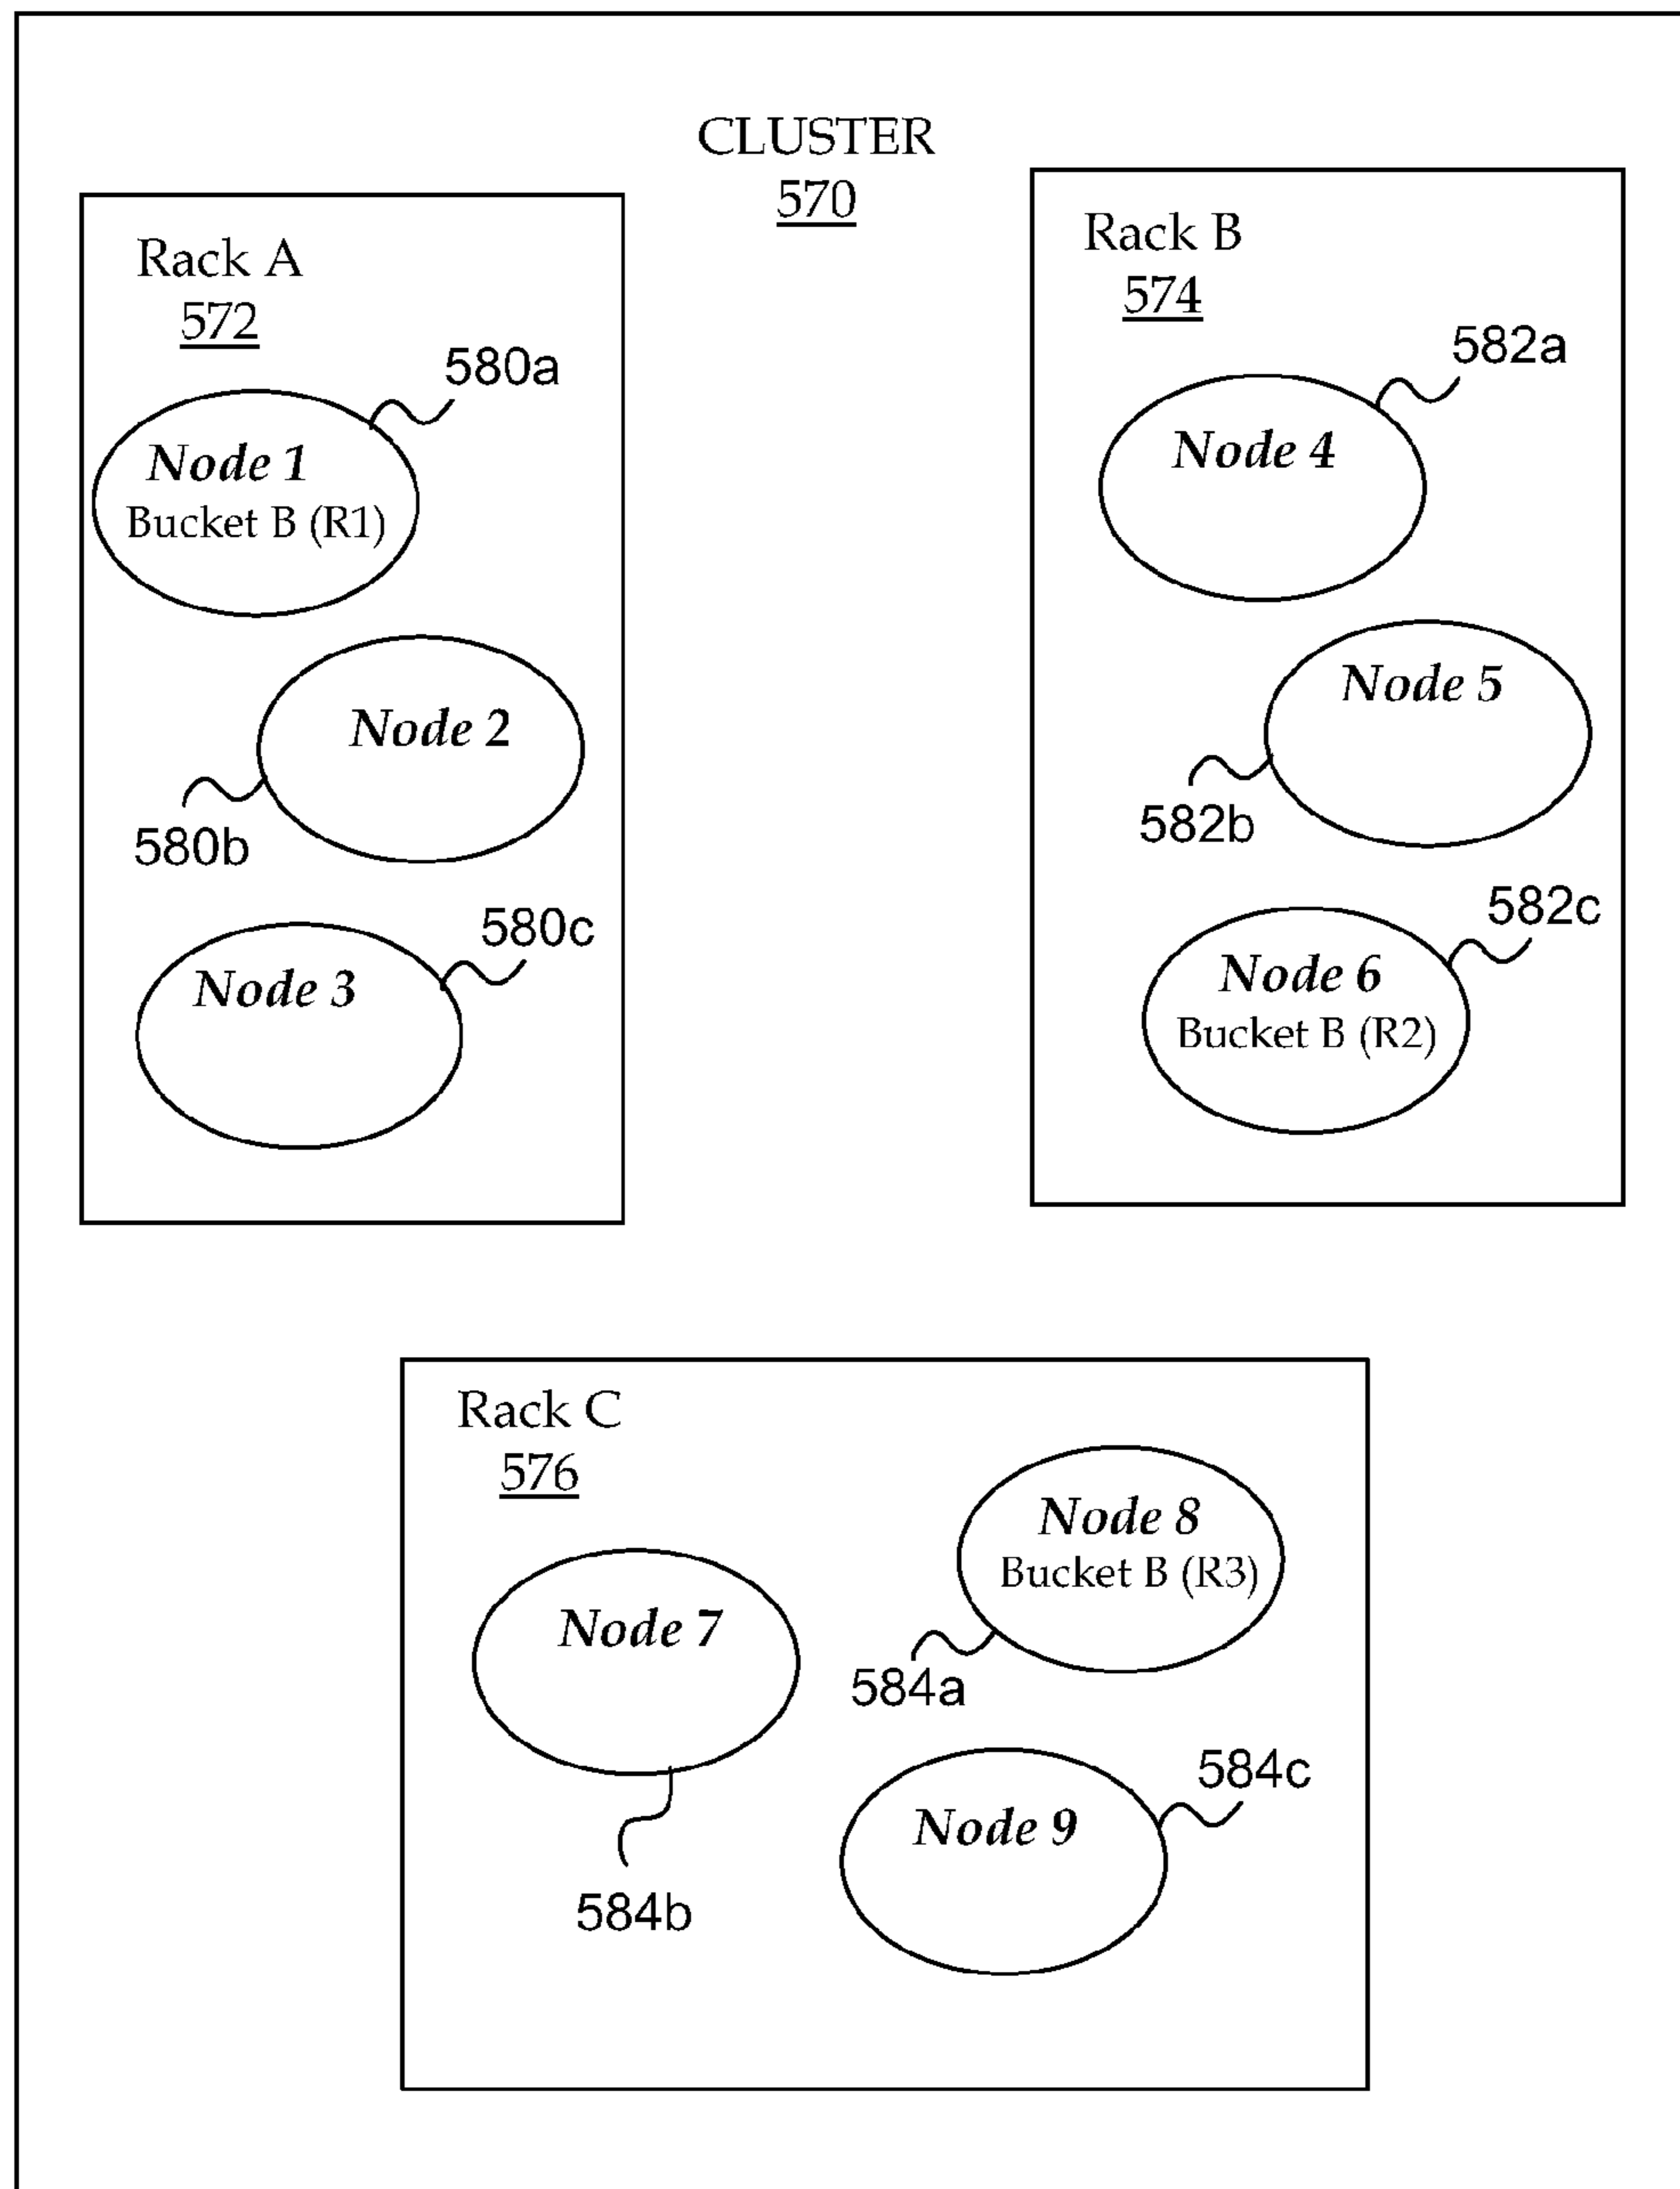 CLUSTER
570
Rack A
572
580a
Node 1
Bucket B (R1)
Node 2
580b
580c
Node 3
Rack B
574
582a
Node 4
Node 5
582b
582c
Node 6
Bucket B (R2)
Rack C
576
Node 8
Bucket B (R3)
584a
Node 7
584b
584c
Node 9